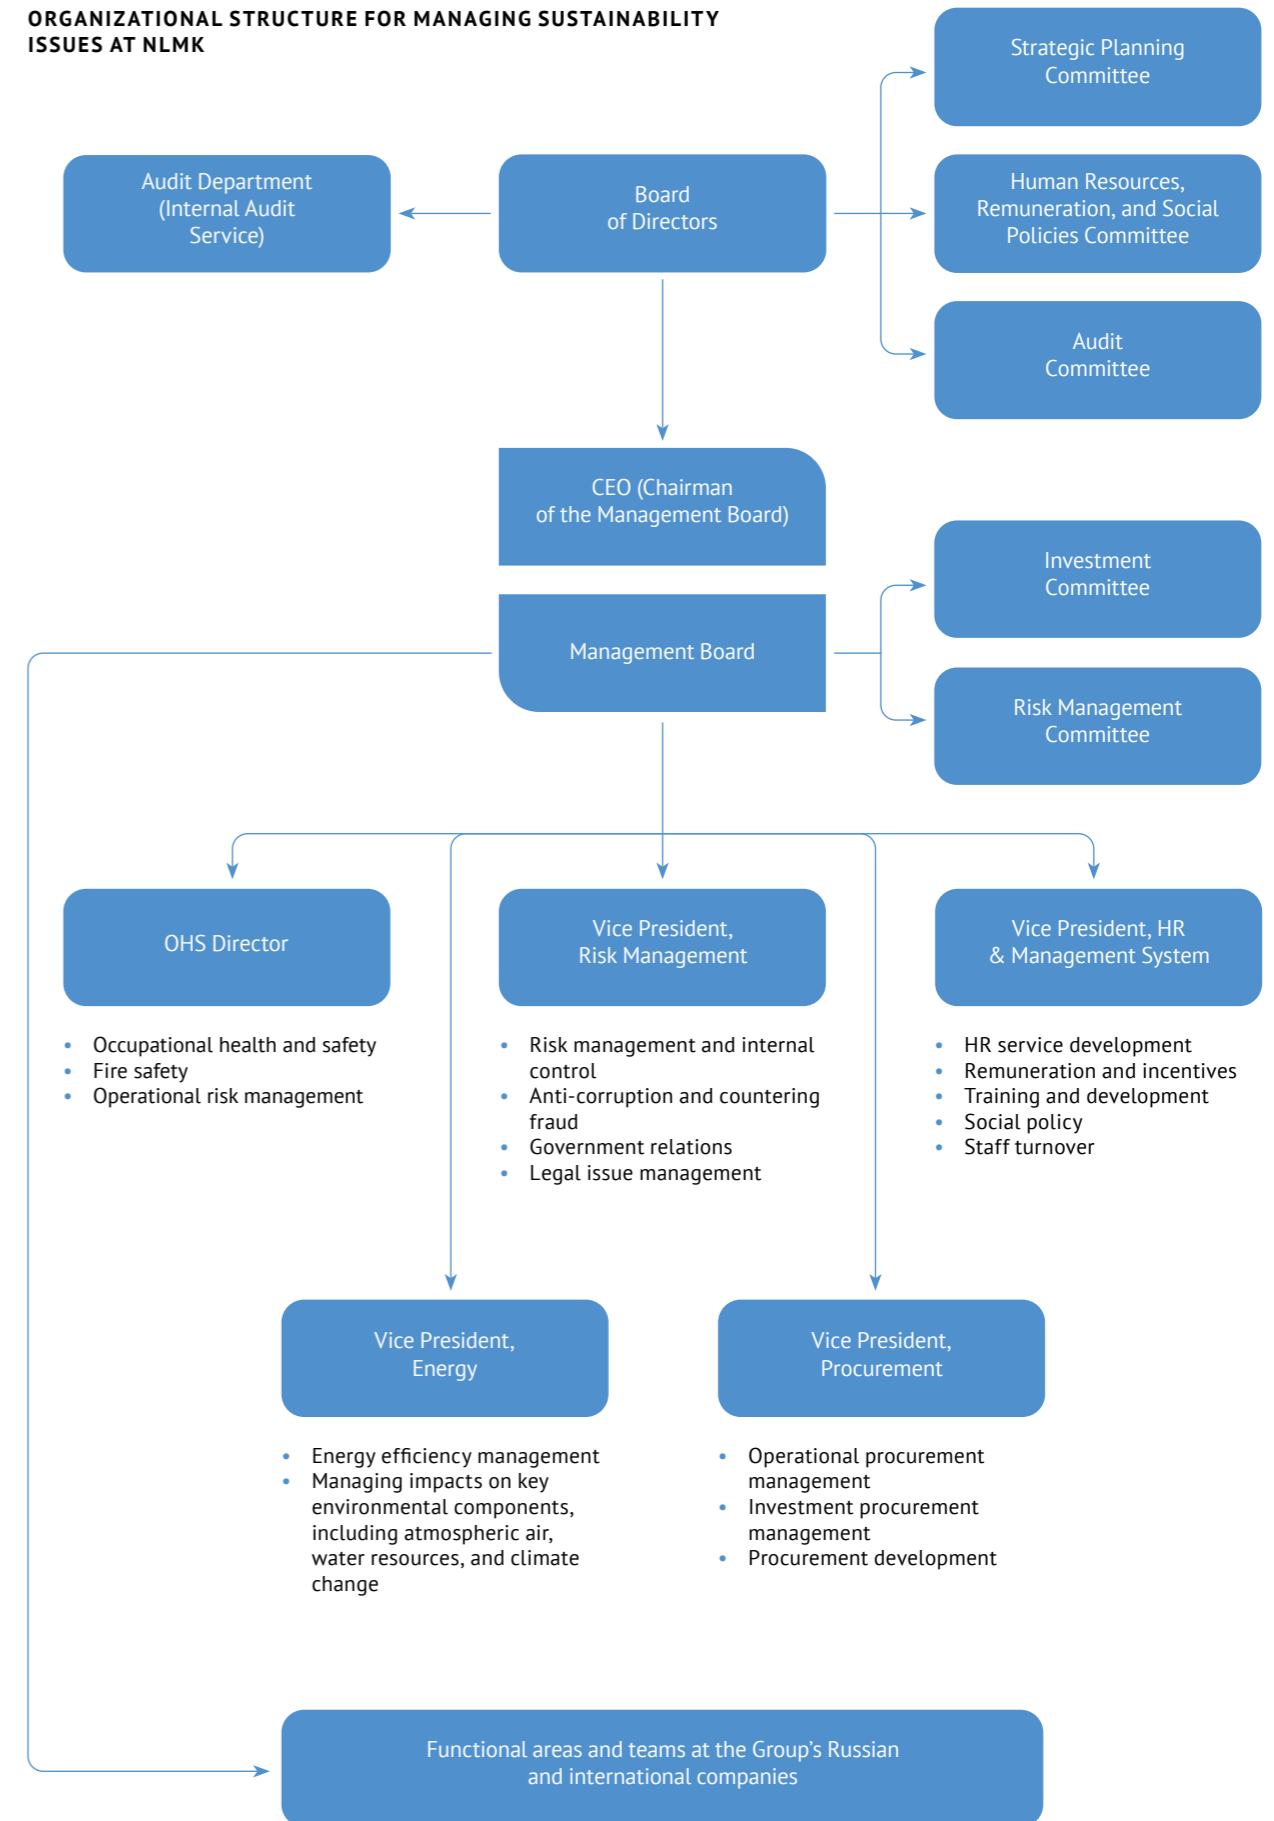 ORGANIZATIONAL STRUCTURE FOR MANAGING SUSTAINABILITY
ISSUES AT NLMK
Strategic Planning
Committee
Audit Department
(Internal Audit
Service)
Board
of Directors
Human Resources,
Remuneration, and Social
Policies Committee
Audit
Committee
CEO (Chairman
of the Management Board)
Management Board
Investment
Committee
Risk Management
Committee
OHS Director
• Occupational health and safety
• Fire safety
• Operational risk management
Vice President,
Risk Management
• Risk management and internal
control
• Anti-corruption and countering
fraud
• Government relations
• Legal issue management
Vice President, HR
& Management System
• HR service development
• Remuneration and incentives
• Training and development
• Social policy
• Staff turnover
Vice President,
Energy
• Energy efficiency management
• Managing impacts on key
environmental components,
including atmospheric air,
water resources, and climate
change
Vice President,
Procurement
• Operational procurement
management
• Investment procurement
management
• Procurement development
Functional areas and teams at the Group's Russian
and international companies